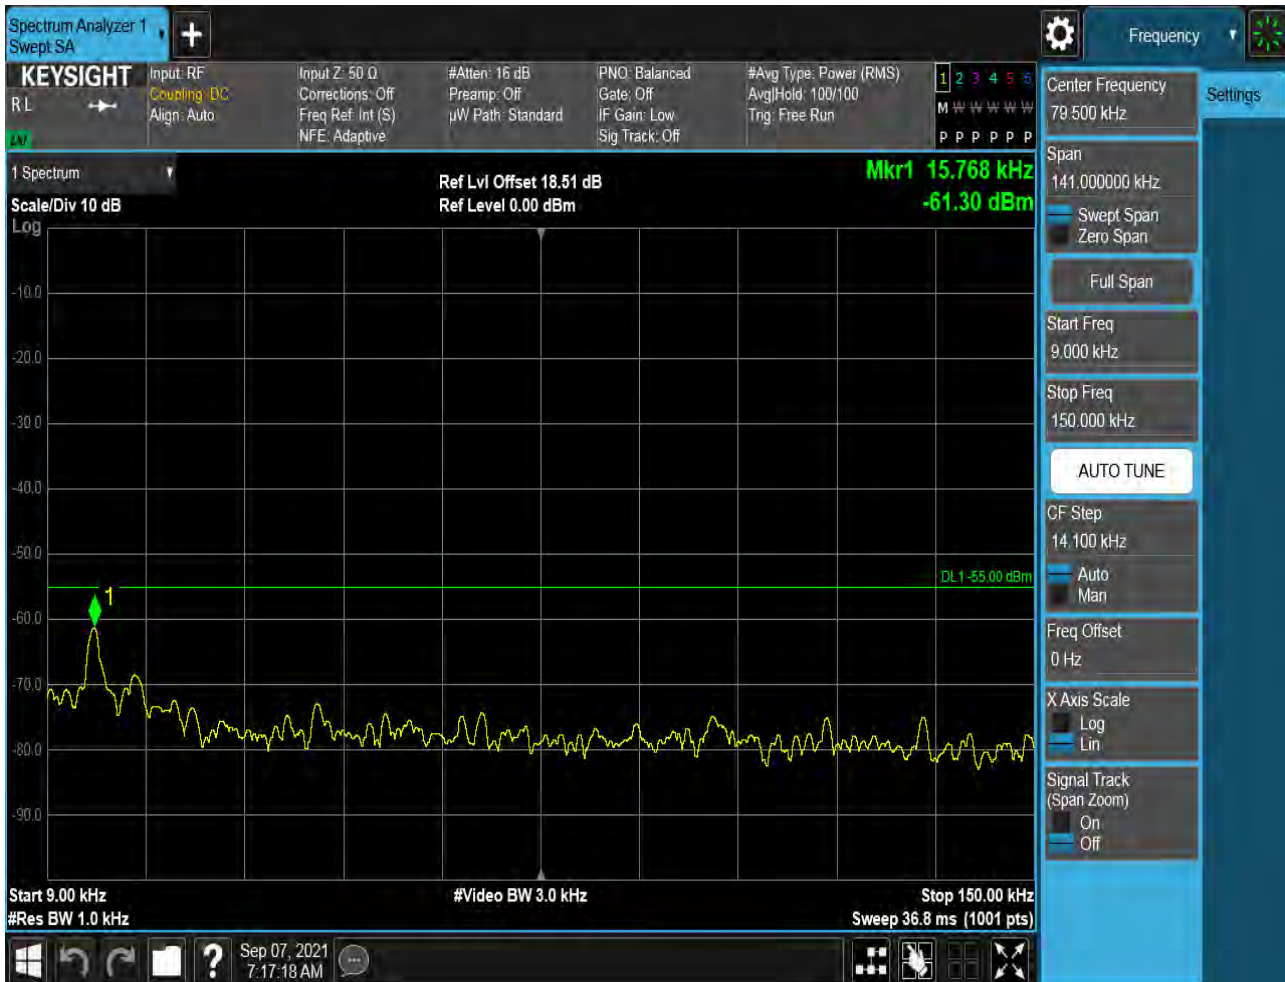 Spectrum Analyzer 1
Swept SA
Frequency
KEYSIGHT
R L
Input: RF
Coupling: DC
Align: Auto
Input Z: 50 Ω
Corrections: Off
Freq Ref: Int (S)
NFE: Adaptive
#Atten: 16 dB
Preamp: Off
µW Path: Standard
PNO: Balanced
Gate: Off
IF Gain: Low
Sig Track: Off
#Avg Type: Power (RMS)
Avg|Hold: 100/100
Trig: Free Run
1 2 3 4 5 6
M W W W W W
P P P P P P
1 Spectrum
Scale/Div 10 dB
Ref Lvl Offset 18.51 dB
Ref Level 0.00 dBm
Mkr1 15.768 kHz
-61.30 dBm
Log
-10.0
-20.0
-30.0
-40.0
-50.0
DL1 -55.00 dBm
1
-60.0
-70.0
-80.0
-90.0
Start 9.00 kHz
#Video BW 3.0 kHz
Stop 150.00 kHz
#Res BW 1.0 kHz
Sweep 36.8 ms (1001 pts)
Sep 07, 2021
7:17:18 AM
?
Center Frequency
79.500 kHz
Settings
Span
141.000000 kHz
Swept Span
Zero Span
Full Span
Start Freq
9.000 kHz
Stop Freq
150.000 kHz
AUTO TUNE
CF Step
14.100 kHz
Auto
Man
Freq Offset
0 Hz
X Axis Scale
Log
Lin
Signal Track
(Span Zoom)
On
Off